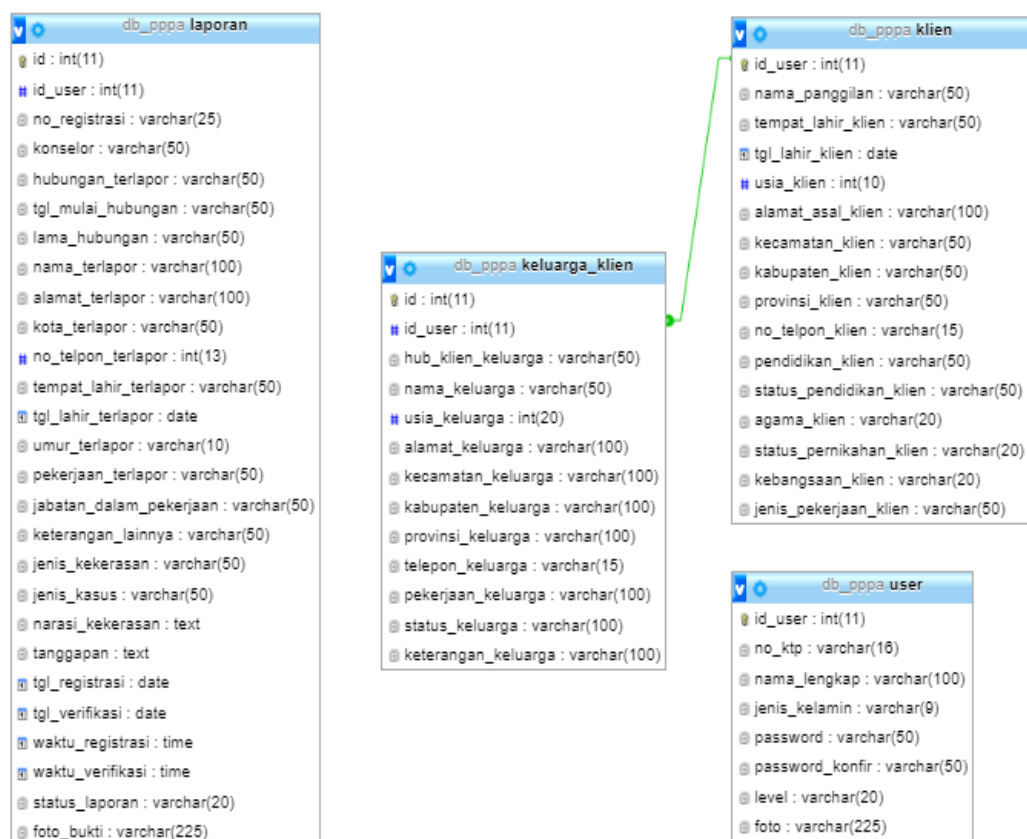 db_pppa laporan
id : int(11)
id_user : int(11)
no_registrasi : varchar(25)
konselor : varchar(50)
hubungan_terlapor : varchar(50)
tgl_mulai_hubungan : varchar(50)
lama_hubungan : varchar(50)
nama_terlapor : varchar(100)
alamat_terlapor : varchar(100)
kota_terlapor : varchar(50)
no_telpon_terlapor : int(13)
tempat_lahir_terlapor : varchar(50)
tgl_lahir_terlapor : date
umur_terlapor : varchar(10)
pekerjaan_terlapor : varchar(50)
jabatan_dalam_pekerjaan : varchar(50)
keterangan_lainnya : varchar(50)
jenis_kekerasan : varchar(50)
jenis_kasus : varchar(50)
narasi_kekerasan : text
tanggapan : text
tgl_registrasi : date
tgl_verifikasi : date
waktu_registrasi : time
waktu_verifikasi : time
status_laporan : varchar(20)
foto_bukti : varchar(225)
db_pppa keluarga_klien
id : int(11)
id_user : int(11)
hub_klien_keluarga : varchar(50)
nama_keluarga : varchar(50)
usia_keluarga : int(20)
alamat_keluarga : varchar(100)
kecamatan_keluarga : varchar(100)
kabupaten_keluarga : varchar(100)
provinsi_keluarga : varchar(100)
telepon_keluarga : varchar(15)
pekerjaan_keluarga : varchar(100)
status_keluarga : varchar(100)
keterangan_keluarga : varchar(100)
db_pppa klien
id_user : int(11)
nama_panggilan : varchar(50)
tempat_lahir_klien : varchar(50)
tgl_lahir_klien : date
usia_klien : int(10)
alamat_asal_klien : varchar(100)
kecamatan_klien : varchar(50)
kabupaten_klien : varchar(50)
provinsi_klien : varchar(50)
no_telpon_klien : varchar(15)
pendidikan_klien : varchar(50)
status_pendidikan_klien : varchar(50)
agama_klien : varchar(20)
status_pernikahan_klien : varchar(20)
kebangsaan_klien : varchar(20)
jenis_pekerjaan_klien : varchar(50)
db_pppa user
id_user : int(11)
no_ktp : varchar(16)
nama_lengkap : varchar(100)
jenis_kelamin : varchar(9)
password : varchar(50)
password_konfir : varchar(50)
level : varchar(20)
foto : varchar(225)